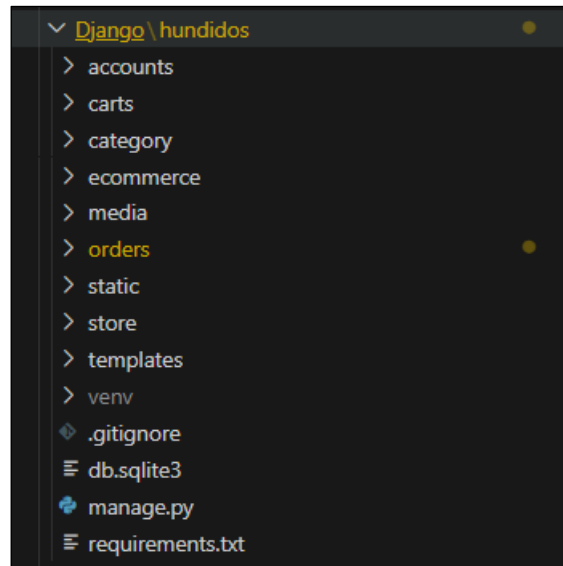 Django\hundidos
accounts
carts
category
ecommerce
media
orders
static
store
templates
venv
.gitignore
db.sqlite3
manage.py
requirements.txt